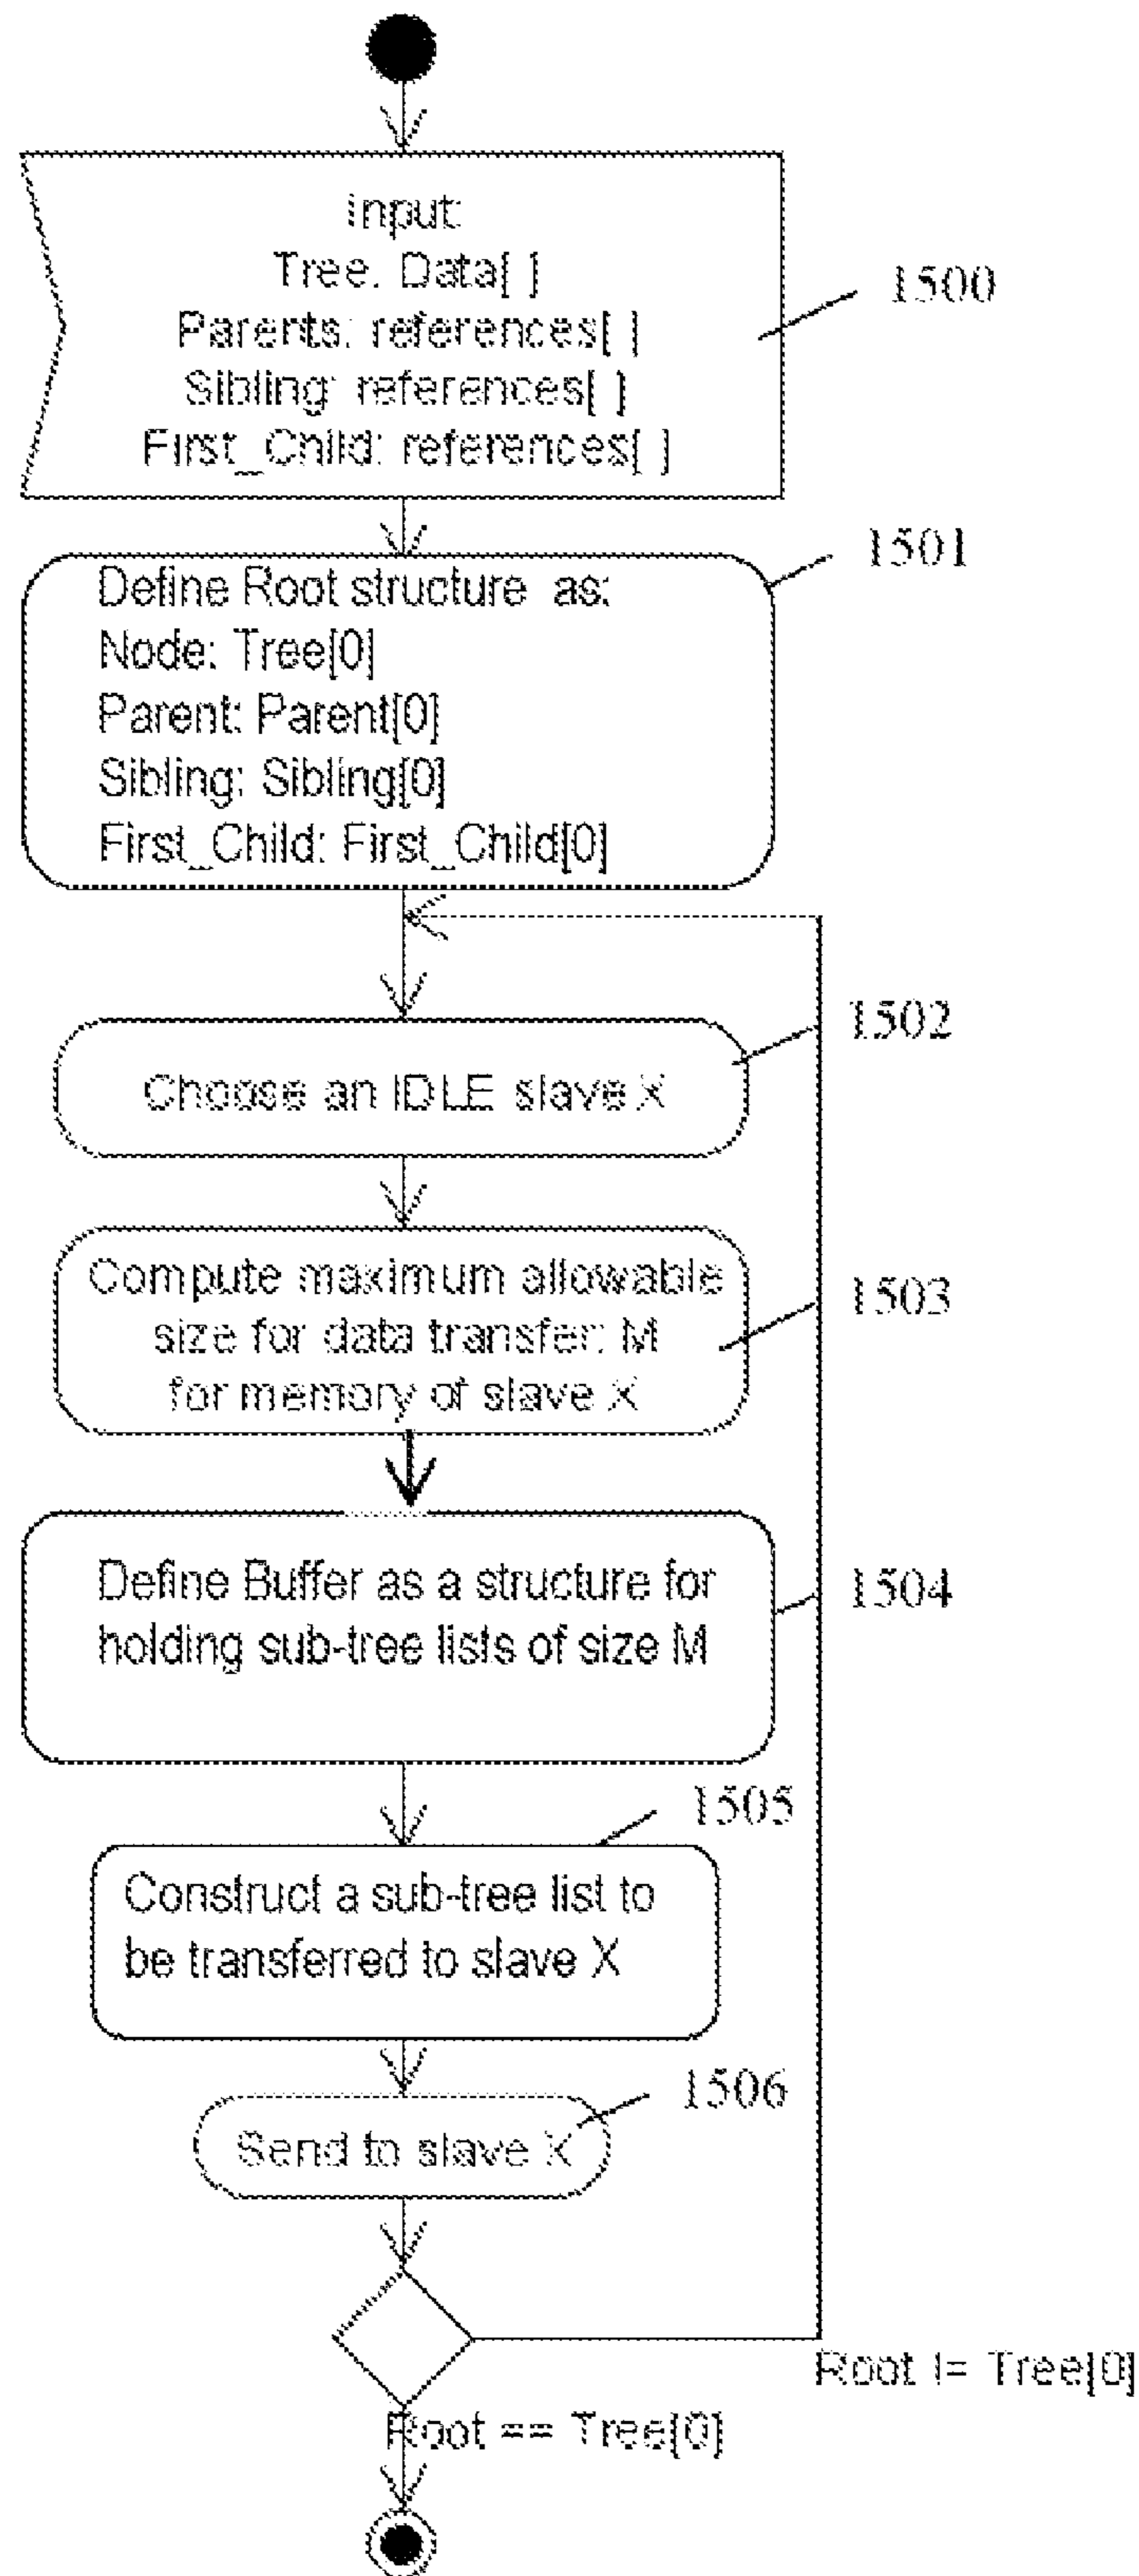 Input:
Tree: Data[ ]
Parents: references[ ]
Sibling: references[ ]
First_Child: references[ ]
1500
1501
Define Root structure as:
Node: Tree[0]
Parent: Parent[0]
Sibling: Sibling[0]
First_Child: First_Child[0]
1502
Choose an IDLE slave X
Compute maximum allowable
size for data transfer: M
for memory of slave X
1503
Define Buffer as a structure for
holding sub-tree lists of size M
1504
1505
Construct a sub-tree list to
be transferred to slave X
1506
Send to slave X
Root != Tree[0]
Root == Tree[0]